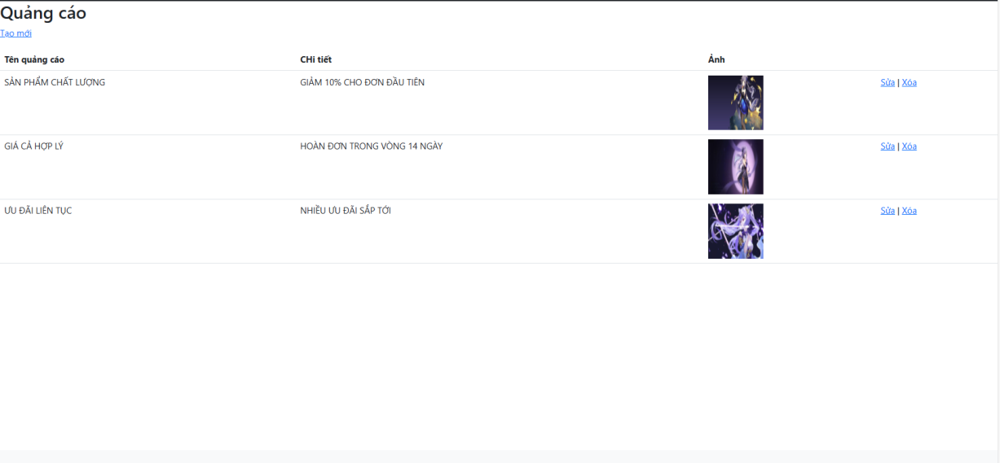 Quảng cáo
Tạo mới
Tên quảng cáo CHi tiết Ảnh
SẢN PHẨM CHẤT LƯỢNG GIẢM 10% CHO ĐƠN ĐẦU TIÊN Sửa | Xóa
GIÁ CẢ HỢP LÝ HOÀN ĐƠN TRONG VÒNG 14 NGÀY Sửa | Xóa
ƯU ĐÃI LIÊN TỤC NHIỀU ƯU ĐÃI SẮP TỚI Sửa | Xóa